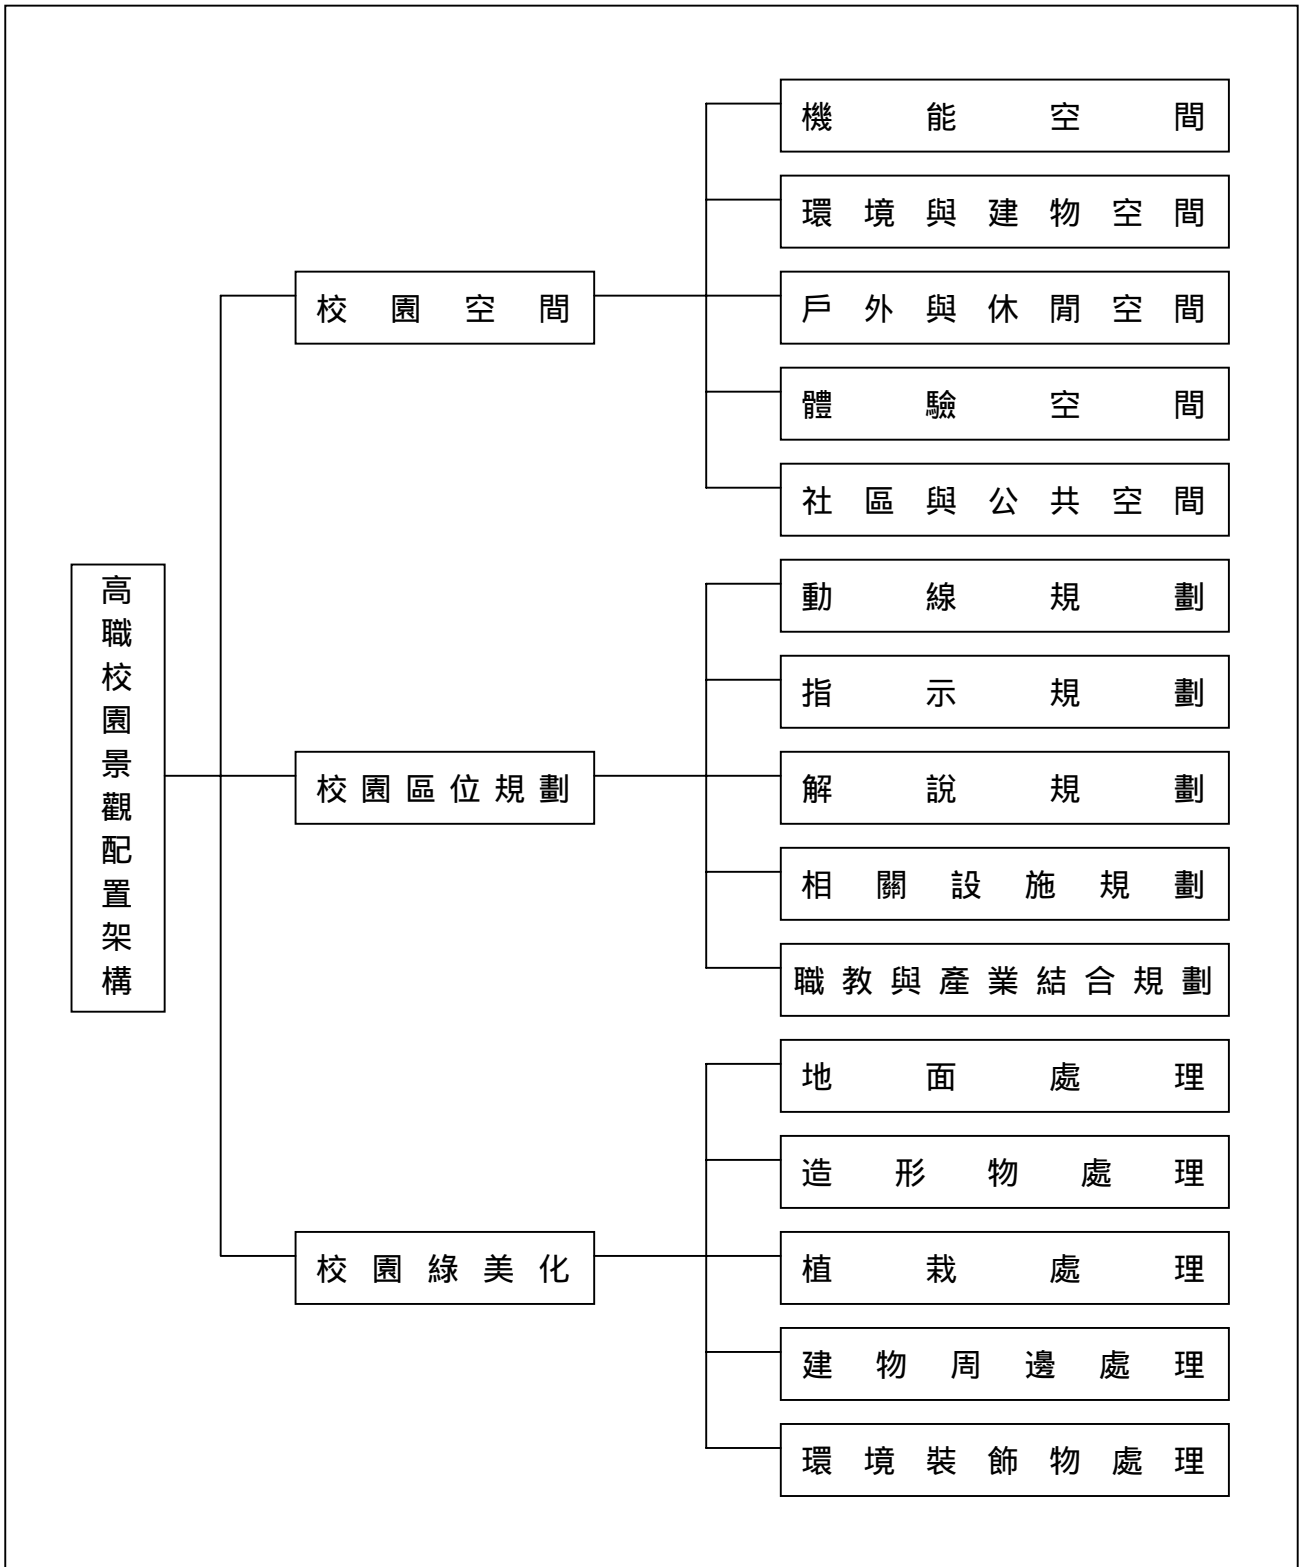 高職校園景觀配置架構
校園空間
機能空間
環境與建物空間
戶外與休閒空間
體驗空間
社區與公共空間
校園區位規劃
動線規劃
指示規劃
解說規劃
相關設施規劃
職教與產業結合規劃
校園綠美化
地面處理
造形物處理
植栽處理
建物周邊處理
環境裝飾物處理